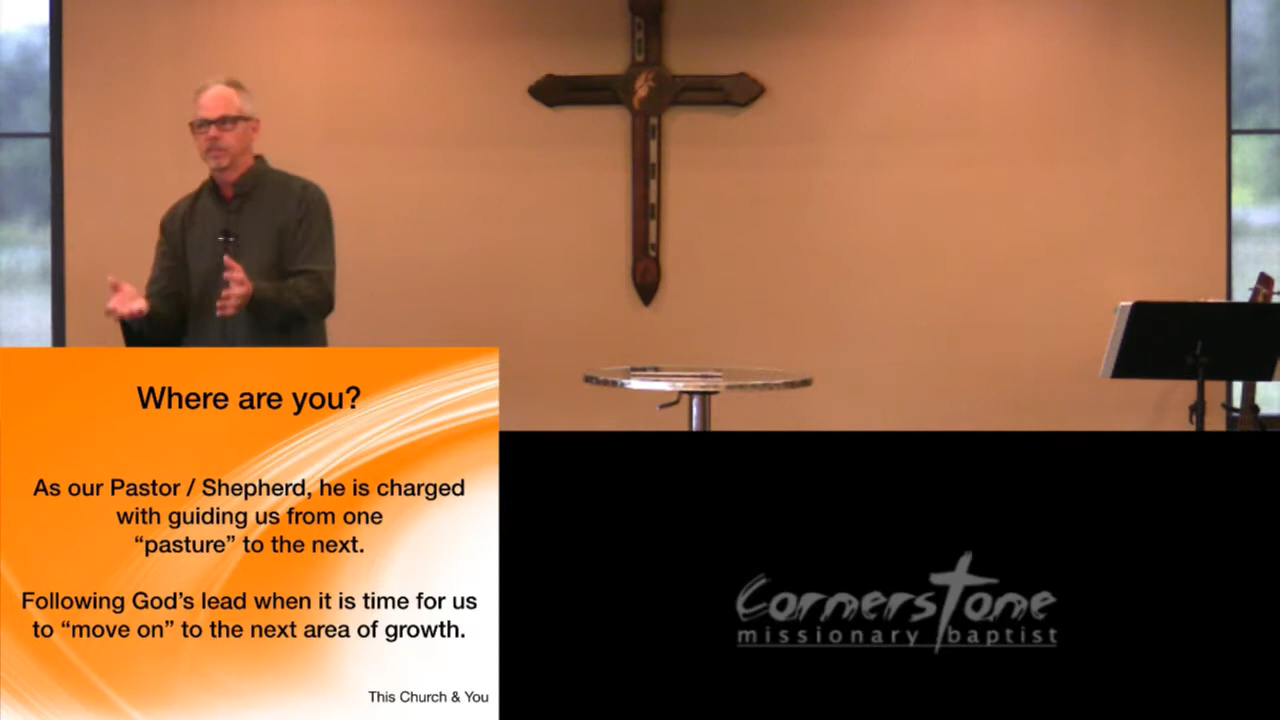 Where are you?
As our Pastor / Shepherd, he is charged
with guiding us from one
“pasture” to the next.
Following God’s lead when it is time for us
to “move on” to the next area of growth.
This Church & You
Cornerstone
missionary baptist